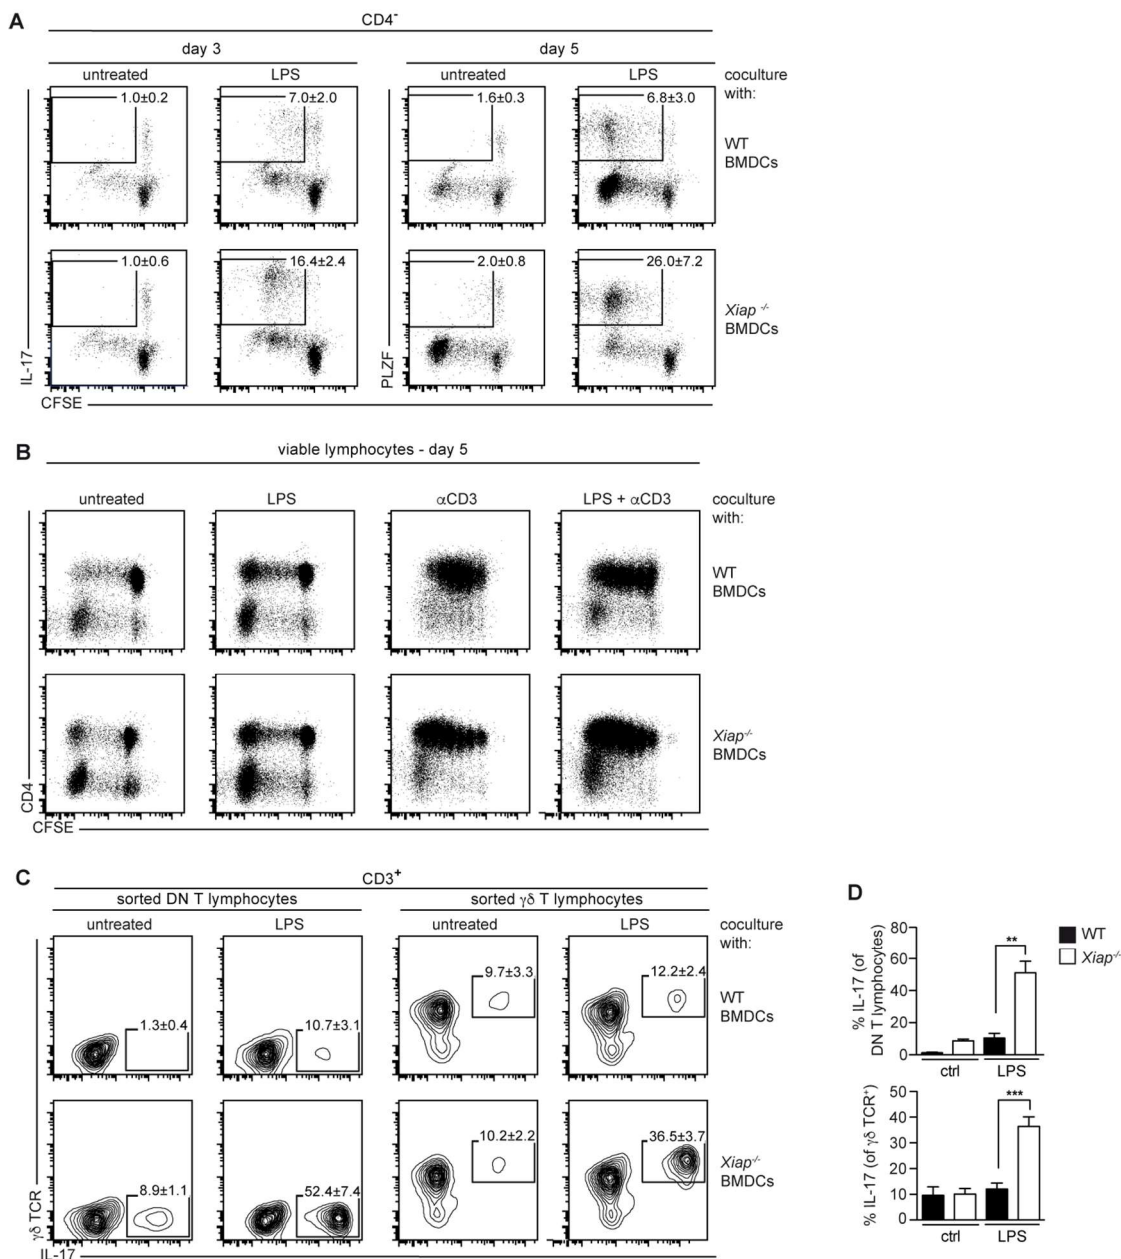 A
CD4-
day 3
day 5
untreated
LPS
untreated
LPS
coculture
with:
1.0±0.2
7.0±2.0
1.6±0.3
6.8±3.0
WT
BMDCs
1.0±0.6
16.4±2.4
2.0±0.8
26.0±7.2
Xiap -/-
BMDCs
IL-17
PLZF
CFSE
B
viable lymphocytes - day 5
untreated
LPS
αCD3
LPS + αCD3
coculture
with:
WT
BMDCs
Xiap-/-
BMDCs
CD4
CFSE
C
CD3+
sorted DN T lymphocytes
sorted γδ T lymphocytes
untreated
LPS
untreated
LPS
coculture
with:
1.3±0.4
10.7±3.1
9.7±3.3
12.2±2.4
WT
BMDCs
8.9±1.1
52.4±7.4
10.2±2.2
36.5±3.7
Xiap-/-
BMDCs
γδ TCR
IL-17
D
WT
Xiap-/-
% IL-17 (of
DN T lymphocytes)
80
60
40
20
0
**
ctrl
LPS
% IL-17 (of γδ TCR+)
50
40
30
20
10
0
***
ctrl
LPS